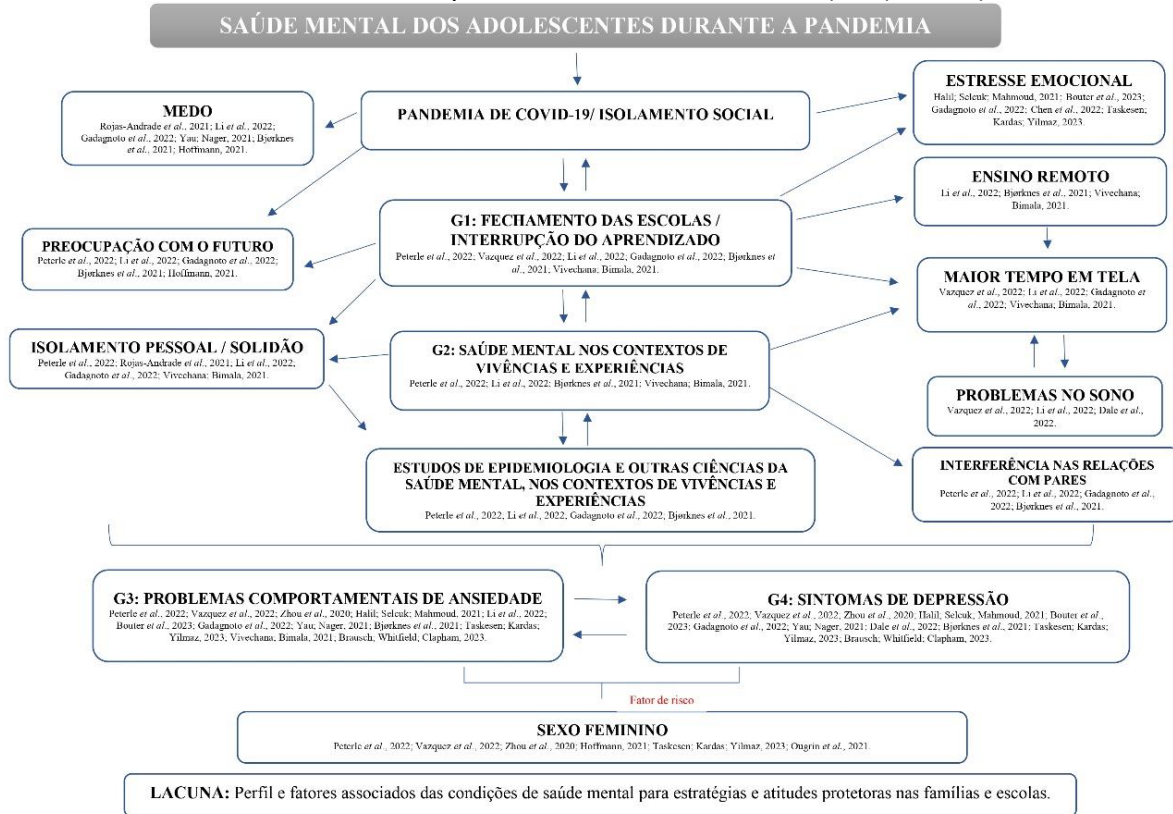 SAÚDE MENTAL DOS ADOLESCENTES DURANTE A PANDEMIA
PANDEMIA DE COVID-19/ ISOLAMENTO SOCIAL
MEDO
Rojas-Andrade et al., 2021; Li et al., 2022;
Gadagnoto et al., 2022; Yau; Nager, 2021; Bjørknes
et al., 2021; Hoffmann, 2021.
ESTRESSE EMOCIONAL
Halil; Selcuk; Mahmoud, 2021; Bouter et al., 2023;
Gadagnoto et al., 2022; Chen et al., 2022; Taskesen;
Kardas; Yilmaz, 2023.
G1: FECHAMENTO DAS ESCOLAS /
INTERRUPÇÃO DO APRENDIZADO
Peterle et al., 2022; Vazquez et al., 2022; Li et al., 2022; Gadagnoto et al., 2022; Bjørknes et
al., 2021; Vivechana; Bimala, 2021.
ENSINO REMOTO
Li et al., 2022; Bjørknes et al., 2021; Vivechana;
Bimala, 2021.
PREOCUPAÇÃO COM O FUTURO
Peterle et al., 2022; Li et al., 2022; Gadagnoto et al., 2022;
Bjørknes et al., 2021; Hoffmann, 2021.
MAIOR TEMPO EM TELA
Vazquez et al., 2022; Li et al., 2022; Gadagnoto et
al., 2022; Vivechana; Bimala, 2021.
ISOLAMENTO PESSOAL / SOLIDÃO
Peterle et al., 2022; Rojas-Andrade et al., 2021; Li et al., 2022,
Gadagnoto et al., 2022; Vivechana; Bimala, 2021.
G2: SAÚDE MENTAL NOS CONTEXTOS DE
VIVÊNCIAS E EXPERIÊNCIAS
Peterle et al., 2022; Li et al., 2022; Bjørknes et al., 2021; Vivechana; Bimala, 2021.
PROBLEMAS NO SONO
Vazquez et al., 2022; Li et al., 2022; Dale et al.,
2022.
ESTUDOS DE EPIDEMIOLOGIA E OUTRAS CIÊNCIAS DA
SAÚDE MENTAL, NOS CONTEXTOS DE VIVÊNCIAS E
EXPERIÊNCIAS
Peterle et al., 2022, Li et al., 2022, Gadagnoto et al., 2022, Bjørknes et al., 2021.
INTERFERÊNCIA NAS RELAÇÕES
COM PARES
Peterle et al., 2022; Li et al., 2022; Gadagnoto et al.,
2022; Bjørknes et al., 2021.
G3: PROBLEMAS COMPORTAMENTAIS DE ANSIEDADE
Peterle et al., 2022; Vazquez et al., 2022; Zhou et al., 2020; Halil; Selcuk; Mahmoud, 2021; Li et al., 2022;
Bouter et al., 2023; Gadagnoto et al., 2022; Yau; Nager, 2021; Bjørknes et al., 2021; Taskesen; Kardas;
Yilmaz, 2023, Vivechana, Bimala, 2021; Brausch; Whitfield; Clapham, 2023.
G4: SINTOMAS DE DEPRESSÃO
Peterle et al., 2022; Vazquez et al., 2022, Zhou et al., 2020; Halil; Selcuk, Mahmoud, 2021; Bouter et al.,
2023; Gadagnoto et al., 2022; Yau; Nager, 2021; Dale et al., 2022; Bjørknes et al., 2021; Taskesen; Kardas;
Yilmaz, 2023; Brausch; Whitfield; Clapham, 2023.
Fator de risco
SEXO FEMININO
Peterle et al., 2022; Vazquez et al., 2022; Zhou et al., 2020; Hoffmann, 2021; Taskesen; Kardas; Yilmaz, 2023; Ougrin et al., 2021.
LACUNA: Perfil e fatores associados das condições de saúde mental para estratégias e atitudes protetoras nas famílias e escolas.